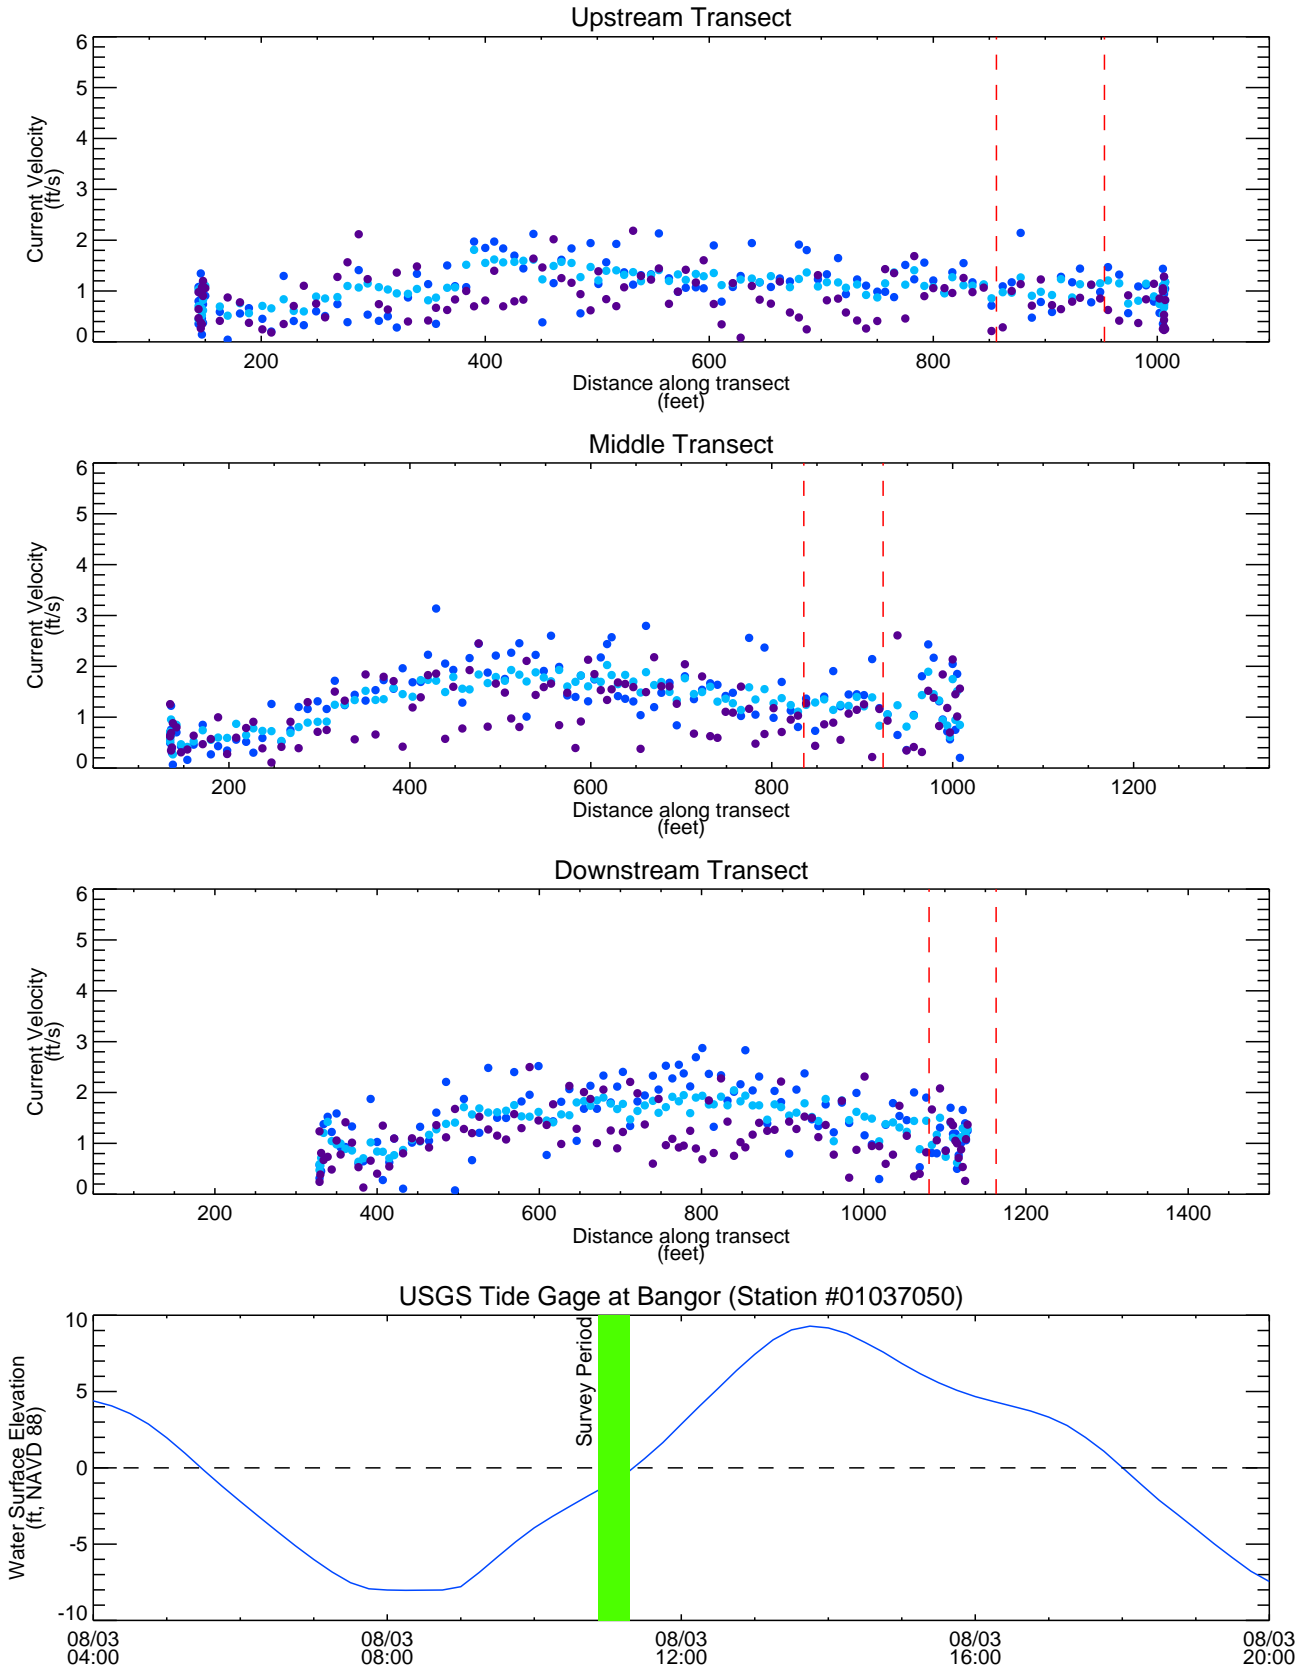 Upstream Transect
6
5
4
3
2
1
0
Current Velocity
(ft/s)
200 400 600 800 1000
Distance along transect
(feet)
Middle Transect
6
5
4
3
2
1
0
Current Velocity
(ft/s)
200 400 600 800 1000 1200
Distance along transect
(feet)
Downstream Transect
6
5
4
3
2
1
0
Current Velocity
(ft/s)
200 400 600 800 1000 1200 1400
Distance along transect
(feet)
USGS Tide Gage at Bangor (Station #01037050)
10
5
0
-5
-10
Water Surface Elevation
(ft, NAVD 88)
Survey Period
08/03 08/03 08/03 08/03 08/03
04:00 08:00 12:00 16:00 20:00